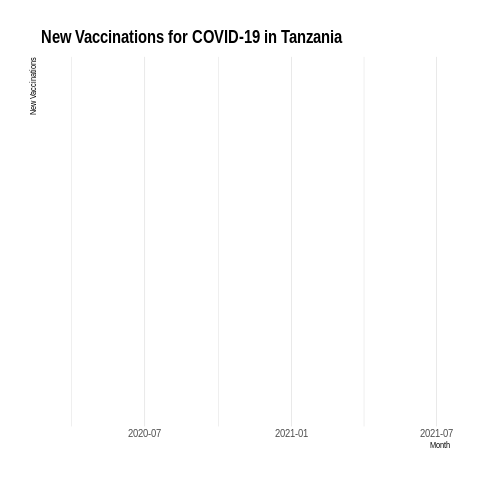 New Vaccinations for COVID-19 in Tanzania
New Vaccinations
2020-07
2021-01
2021-07
Month